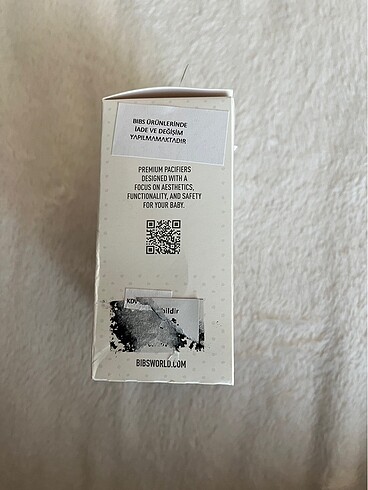 BIBS ÜRÜNLERİNDE
İADE VE DEĞİŞİM
YAPILMAMAKTADIR
PREMIUM PACIFIERS
DESIGNED WITH A
FOCUS ON AESTHETICS,
FUNCTIONALITY, AND SAFETY
FOR YOUR BABY.
KDV
BIBSWORLD.COM